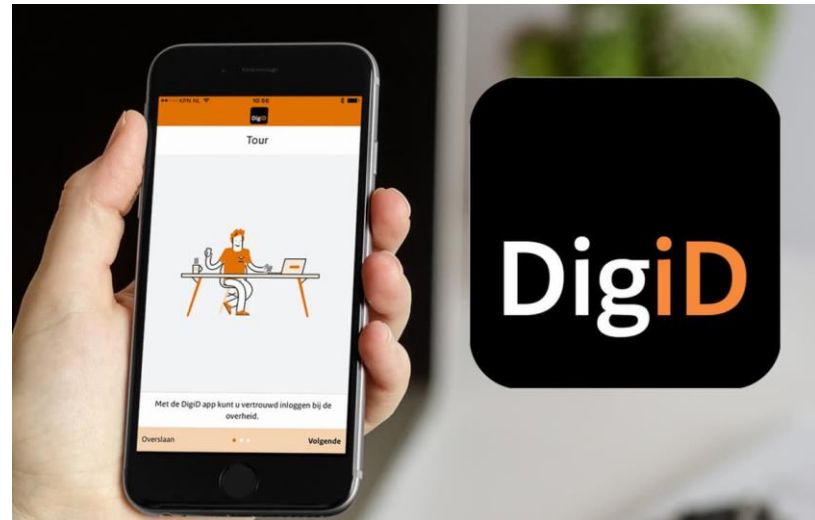 KPN NL
10:50
DigiD
Tour
Met de DigiD app kunt u vertrouwd inloggen bij de
overheid.
Overslaan
Volgende
DigiD